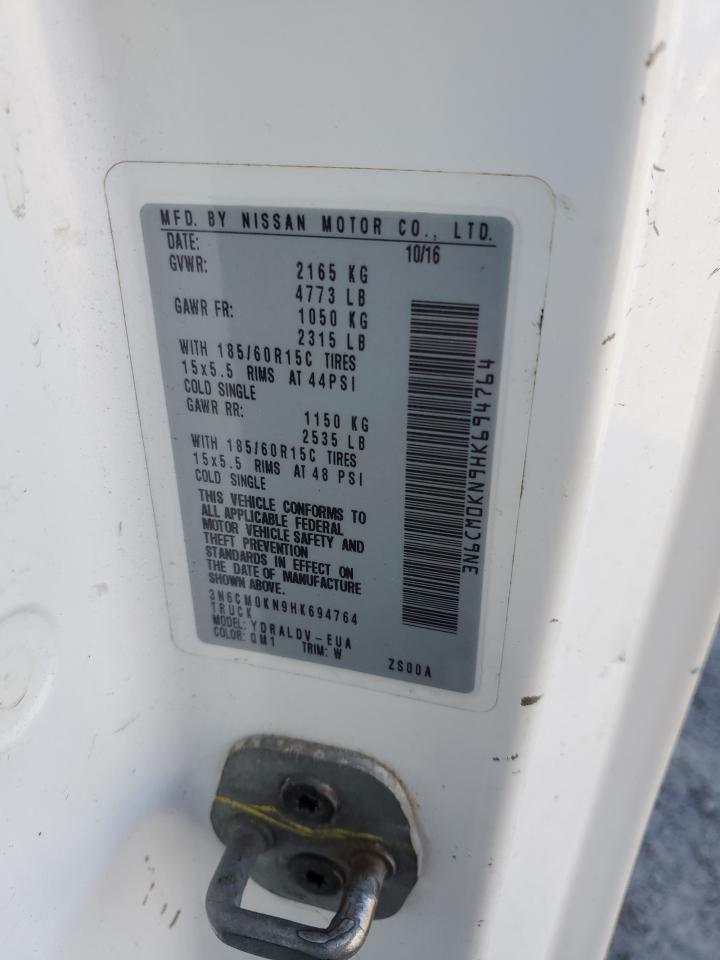 MFD. BY NISSAN MOTOR CO., LTD.
DATE: 10/16
GVWR: 2165 KG
4773 LB
GAWR FR: 1050 KG
2315 LB
WITH 185/60R15C TIRES
15x5.5 RIMS AT 44PSI
COLD SINGLE
GAWR RR: 1150 KG
2535 LB
WITH 185/60R15C TIRES
15x5.5 RIMS AT 48 PSI
COLD SINGLE
THIS VEHICLE CONFORMS TO
ALL APPLICABLE FEDERAL
MOTOR VEHICLE SAFETY AND
THEFT PREVENTION
STANDARDS IN EFFECT ON
THE DATE OF MANUFACTURE
SHOWN ABOVE.
3N6CM0KN9HK694764
TRUCK
MODEL: YDRALDV-EUA
COLOR: QM1 TRIM: W ZS00A
3N6CM0KN9HK694764